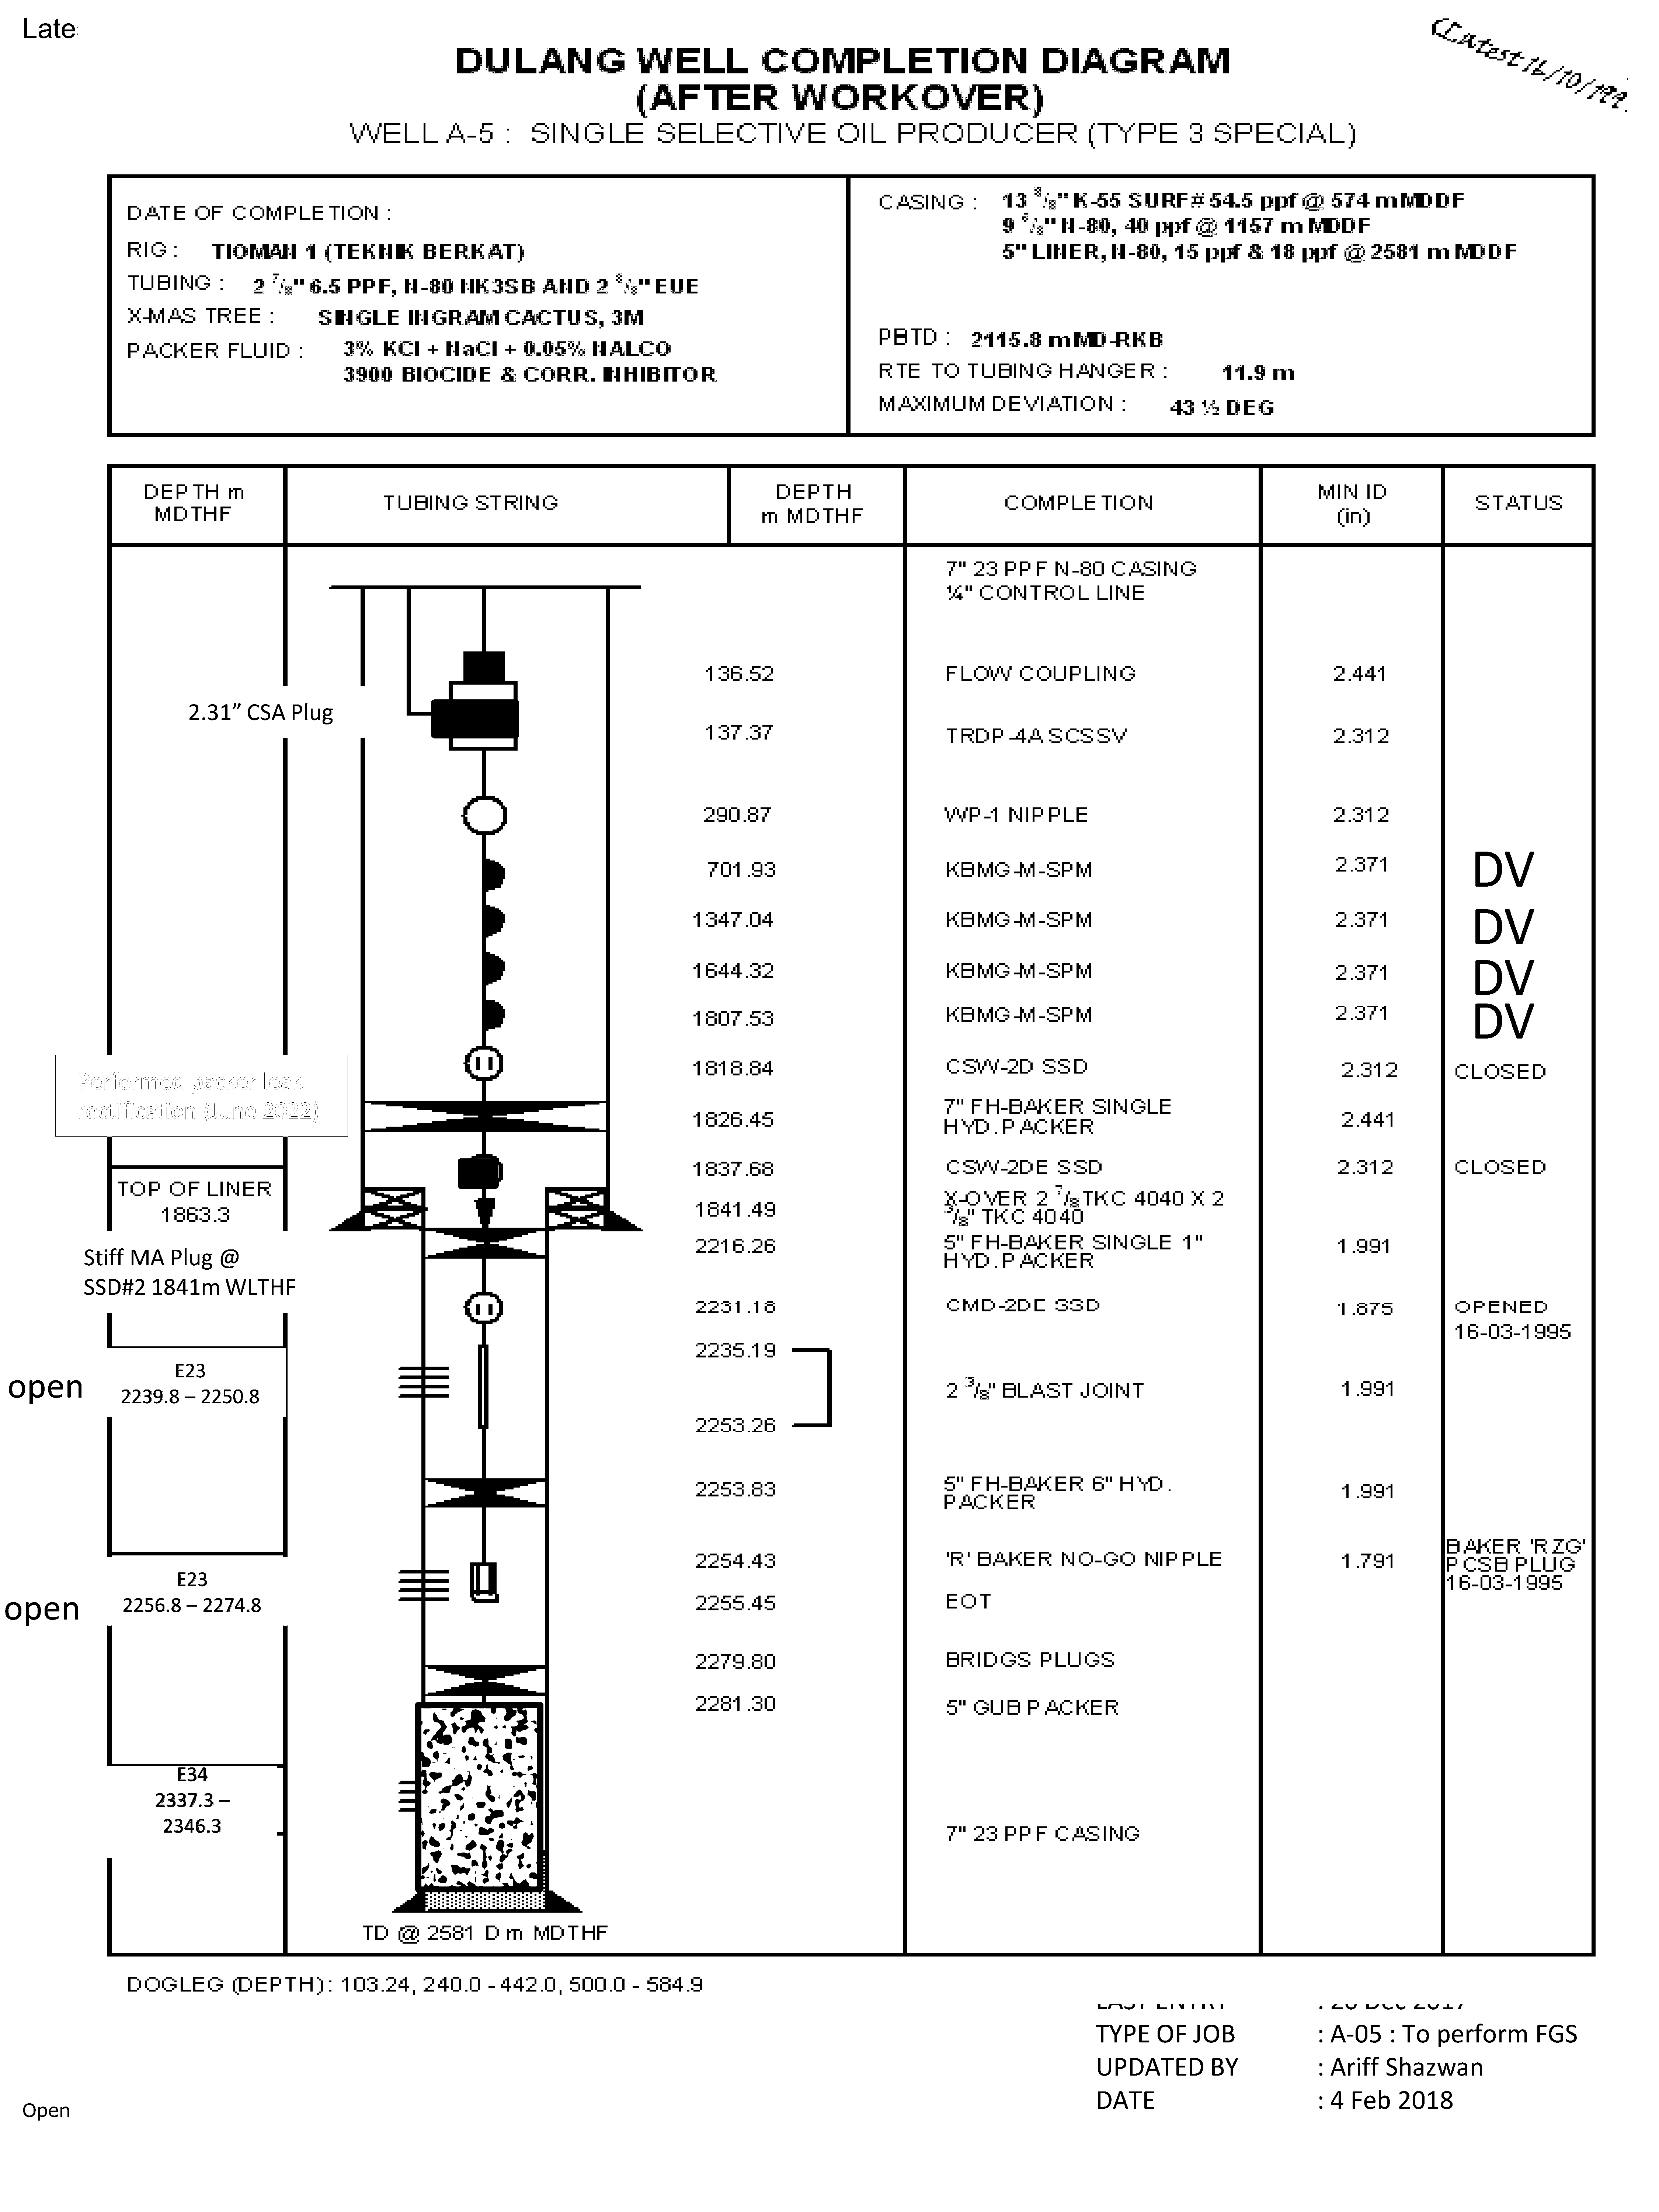 Late
(Latest 16/10/199
DULANG WELL COMPLETION DIAGRAM
(AFTER WORKOVER)
WELL A-5 : SINGLE SELECTIVE OIL PRODUCER (TYPE 3 SPECIAL)
DATE OF COMPLETION :
RIG : TIOMAN 1 (TEKNIK BERKAT)
TUBING : 2 7/8" 6.5 PPF, N-80 NK3SB AND 2 3/8" EUE
X-MAS TREE : SINGLE INGRAM CACTUS, 3M
PACKER FLUID : 3% KCl + NaCl + 0.05% NALCO
3900 BIOCIDE & CORR. INHIBITOR
CASING : 13 3/8" K-55 SURF# 54.5 ppf @ 574 m MDDF
9 5/8" N-80, 40 ppf @ 1157 m MDDF
5" LINER, N-80, 15 ppf & 18 ppf @ 2581 m MDDF
PBTD : 2115.8 mMD-RKB
RTE TO TUBING HANGER : 11.9 m
MAXIMUM DEVIATION : 43 ½ DEG
DEPTH m MDTHF
TUBING STRING
DEPTH m MDTHF
COMPLETION
MIN ID (in)
STATUS
7" 23 PPF N-80 CASING
¼" CONTROL LINE
136.52 FLOW COUPLING 2.441
2.31” CSA Plug
137.37 TRDP-4A SCSSV 2.312
290.87 WP-1 NIPPLE 2.312
701.93 KBMG-M-SPM 2.371 DV
1347.04 KBMG-M-SPM 2.371 DV
1644.32 KBMG-M-SPM 2.371 DV
1807.53 KBMG-M-SPM 2.371 DV
1818.84 CSW-2D SSD 2.312 CLOSED
Performed packer leak
rectification (June 2022)
1826.45 7" FH-BAKER SINGLE
HYD. PACKER 2.441
1837.68 CSW-2DE SSD 2.312 CLOSED
TOP OF LINER
1863.3
1841.49 X-OVER 2 7/8 TKC 4040 X 2
3/8" TKC 4040
2216.26 5" FH-BAKER SINGLE 1"
HYD. PACKER 1.991
Stiff MA Plug @
SSD#2 1841m WLTHF
2231.18 CMD-2DE SSD 1.875 OPENED
16-03-1995
2235.19
open
E23
2239.8 – 2250.8
2 3/8" BLAST JOINT 1.991
2253.26
2253.83 5" FH-BAKER 6" HYD.
PACKER 1.991
2254.43 'R' BAKER NO-GO NIPPLE 1.791 BAKER 'RZG'
PCSB PLUG
16-03-1995
open
E23
2256.8 – 2274.8
2255.45 EOT
2279.80 BRIDGS PLUGS
2281.30 5" GUB PACKER
E34
2337.3 –
2346.3
7" 23 PPF CASING
TD @ 2581 D m MDTHF
DOGLEG (DEPTH) : 103.24, 240.0 - 442.0, 500.0 - 584.9
LAST ENTRY : 20 Dec 2017
TYPE OF JOB : A-05 : To perform FGS
UPDATED BY : Ariff Shazwan
DATE : 4 Feb 2018
Open